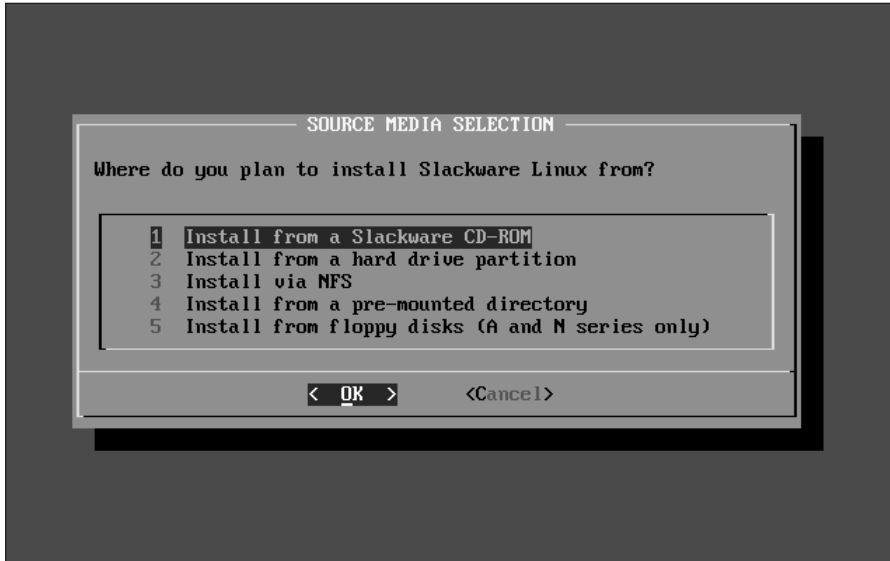 SOURCE MEDIA SELECTION
Where do you plan to install Slackware Linux from?
1 Install from a Slackware CD-ROM
2 Install from a hard drive partition
3 Install via NFS
4 Install from a pre-mounted directory
5 Install from floppy disks (A and N series only)
< OK > <Cancel>